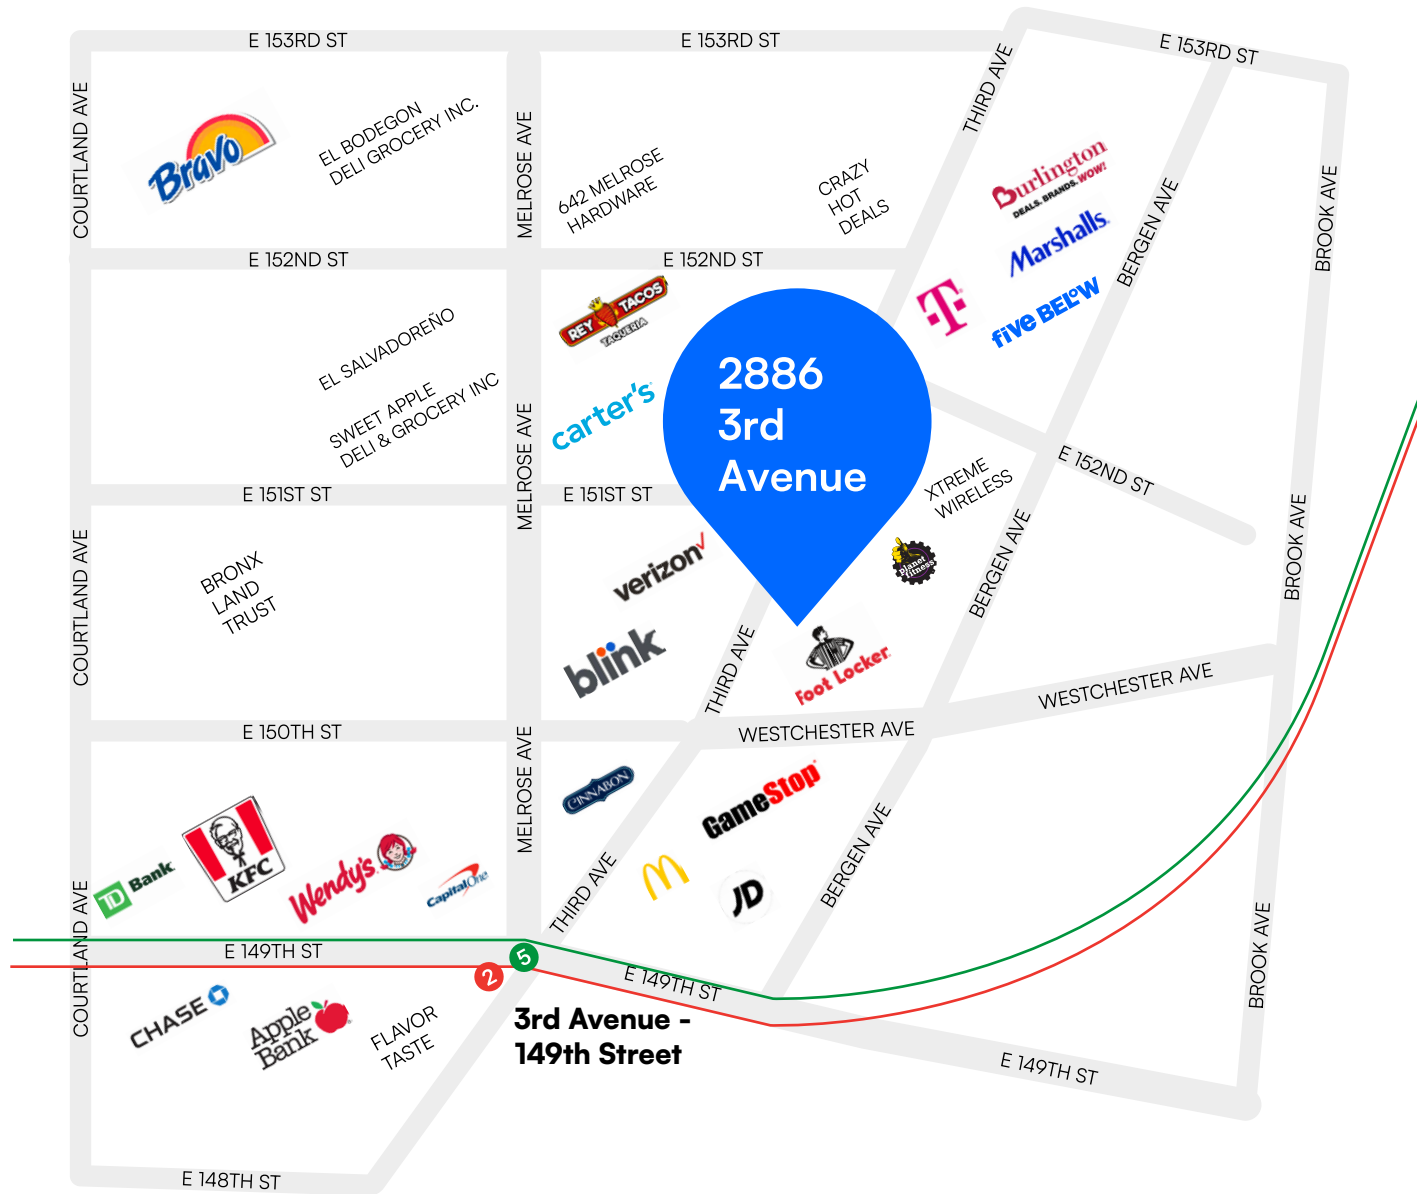 E 153RD ST
E 153RD ST
E 153RD ST
COURTLAND AVE
Bravo
EL BODEGON
DELI GROCERY INC.
MELROSE AVE
642 MELROSE
HARDWARE
CRAZY
HOT
DEALS
THIRD AVE
Burlington
DEALS. BRANDS. WOW!
Marshalls
five BELOW
T
BERGEN AVE
BROOK AVE
E 152ND ST
E 152ND ST
REY TACOS
TAQUERIA
EL SALVADOREÑO
SWEET APPLE
DELI & GROCERY INC
carter's
MELROSE AVE
2886
3rd
Avenue
E 152ND ST
XTREME
WIRELESS
E 151ST ST
E 151ST ST
COURTLAND AVE
BRONX
LAND
TRUST
verizon
blink
planet
fitness
BERGEN AVE
BROOK AVE
THIRD AVE
Foot Locker
WESTCHESTER AVE
WESTCHESTER AVE
E 150TH ST
MELROSE AVE
CINNABON
GameStop
JD
THIRD AVE
BERGEN AVE
TD Bank
KFC
Wendy's
Capital One
COURTLAND AVE
E 149TH ST
2
5
E 149TH ST
3rd Avenue -
149th Street
CHASE
Apple
Bank
FLAVOR
TASTE
E 149TH ST
BROOK AVE
E 148TH ST